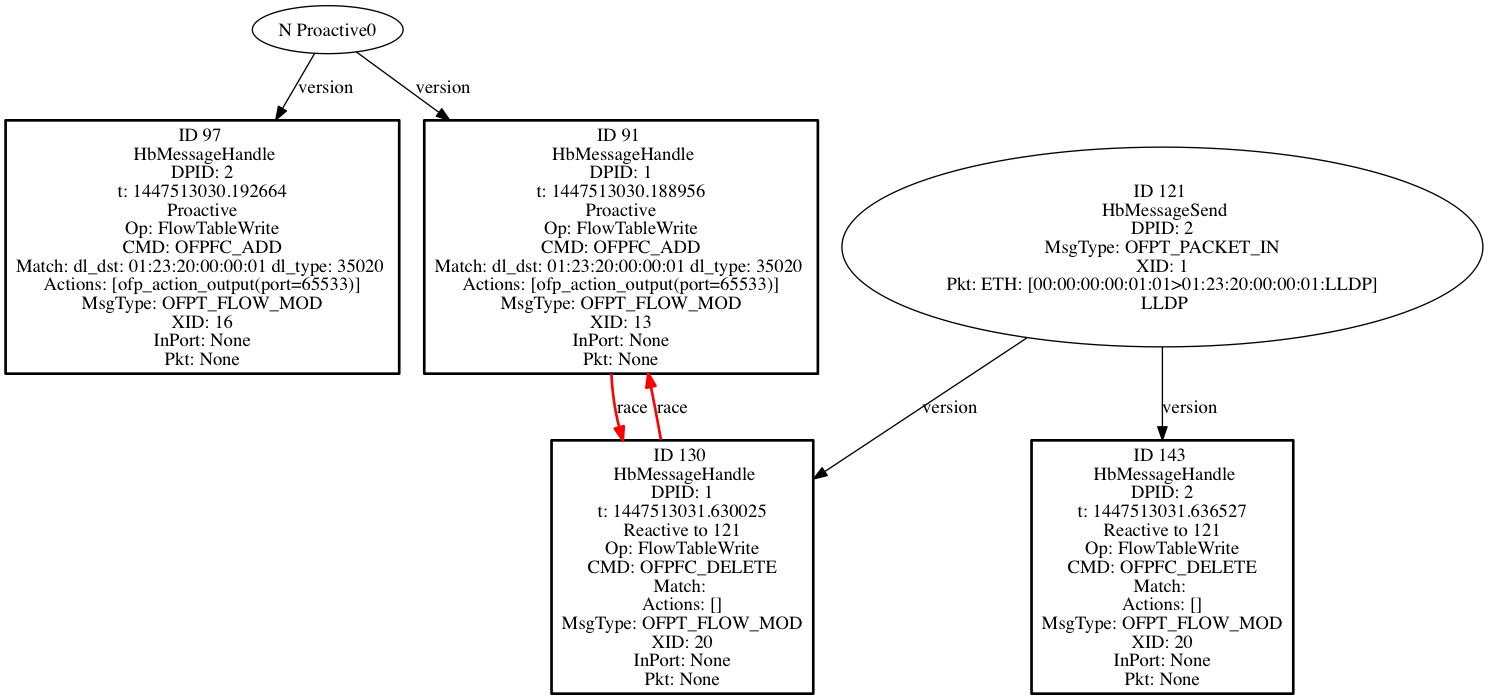 N Proactive0
version
version
ID 97
HbMessageHandle
DPID: 2
t: 1447513030.192664
Proactive
Op: FlowTableWrite
CMD: OFPFC_ADD
Match: dl_dst: 01:23:20:00:00:01 dl_type: 35020
Actions: [ofp_action_output(port=65533)]
MsgType: OFPT_FLOW_MOD
XID: 16
InPort: None
Pkt: None
ID 91
HbMessageHandle
DPID: 1
t: 1447513030.188956
Proactive
Op: FlowTableWrite
CMD: OFPFC_ADD
Match: dl_dst: 01:23:20:00:00:01 dl_type: 35020
Actions: [ofp_action_output(port=65533)]
MsgType: OFPT_FLOW_MOD
XID: 13
InPort: None
Pkt: None
ID 121
HbMessageSend
DPID: 2
MsgType: OFPT_PACKET_IN
XID: 1
Pkt: ETH: [00:00:00:00:01:01>01:23:20:00:00:01:LLDP]
LLDP
race
race
version
version
ID 130
HbMessageHandle
DPID: 1
t: 1447513031.630025
Reactive to 121
Op: FlowTableWrite
CMD: OFPFC_DELETE
Match:
Actions: []
MsgType: OFPT_FLOW_MOD
XID: 20
InPort: None
Pkt: None
ID 143
HbMessageHandle
DPID: 2
t: 1447513031.636527
Reactive to 121
Op: FlowTableWrite
CMD: OFPFC_DELETE
Match:
Actions: []
MsgType: OFPT_FLOW_MOD
XID: 20
InPort: None
Pkt: None